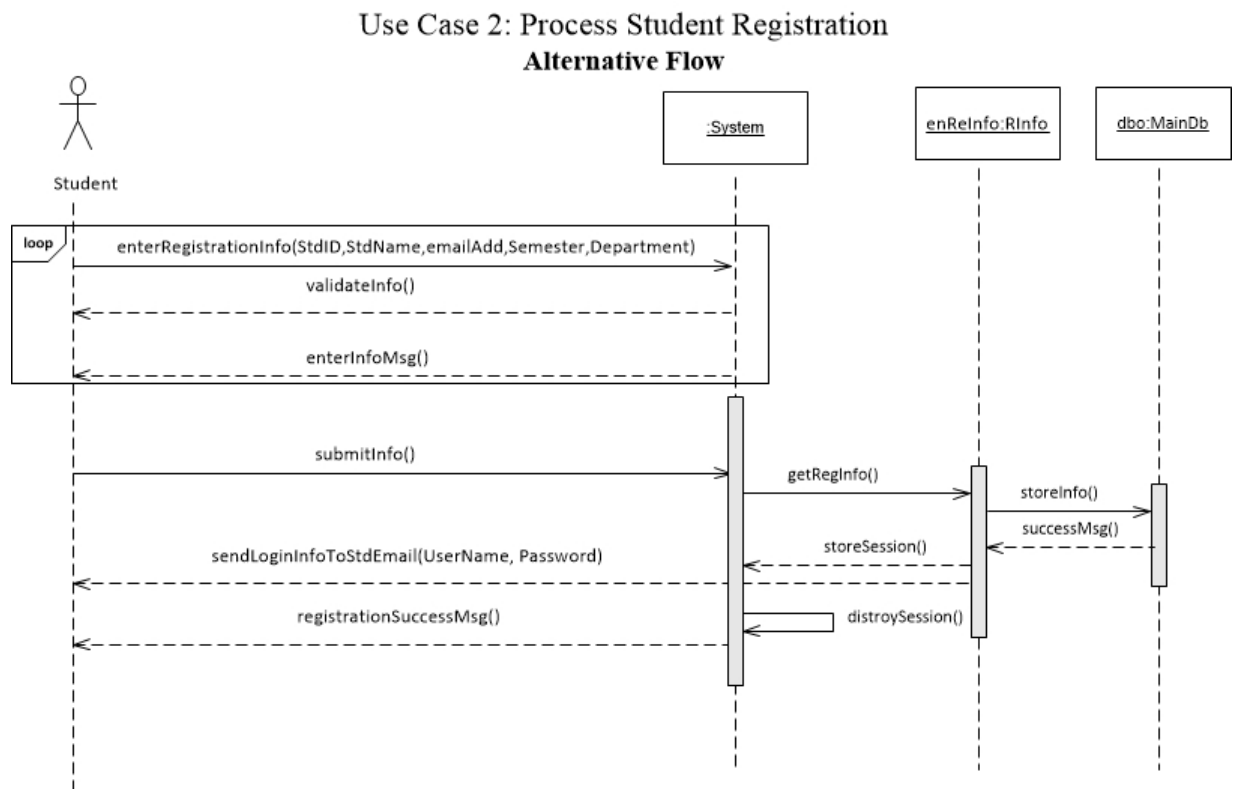 Use Case 2: Process Student Registration
Alternative Flow
Student
:System
enReInfo:RInfo
dbo:MainDb
loop
enterRegistrationInfo(StdID,StdName,emailAdd,Semester,Department)
validateInfo()
enterInfoMsg()
submitInfo()
getRegInfo()
storeInfo()
successMsg()
storeSession()
sendLoginInfoToStdEmail(UserName, Password)
registrationSuccessMsg()
distroySession()